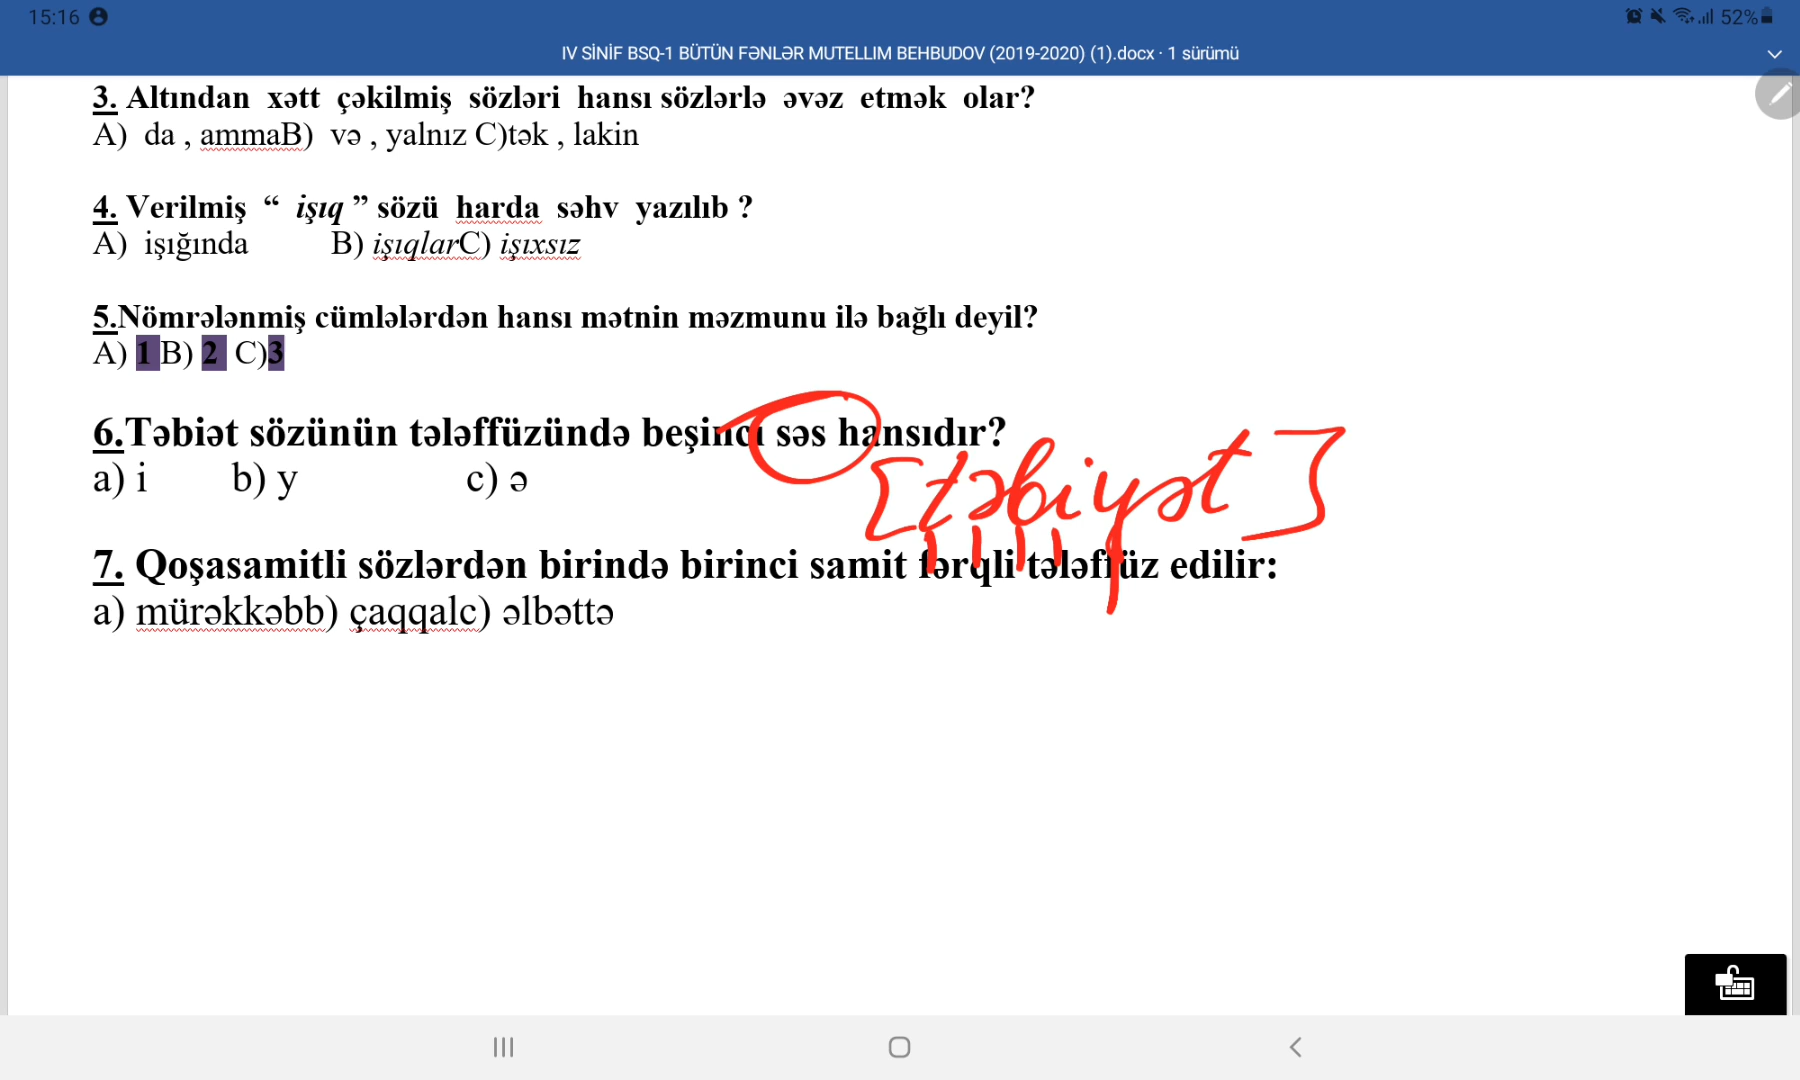 15:16
52%
IV SİNİF BSQ-1 BÜTÜN FƏNLƏR MUTELLIM BEHBUDOV (2019-2020) (1).docx · 1 sürümü
3. Altından xətt çəkilmiş sözləri hansı sözlərlə əvəz etmək olar?
A) da , ammaB) və , yalnız C)tək , lakin
4. Verilmiş “ işıq ” sözü harda səhv yazılıb ?
A) işığında B) işıqlarC) işıxsız
5.Nömrələnmiş cümlələrdən hansı mətnin məzmunu ilə bağlı deyil?
A) 1 B) 2 C)3
6.Təbiət sözünün tələffüzündə beşinci səs hansıdır?
a) i b) y c) ə
[təbiyət]
7. Qoşasamitli sözlərdən birində birinci samit fərqli tələffüz edilir:
a) mürəkkəbb) çaqqalc) əlbəttə